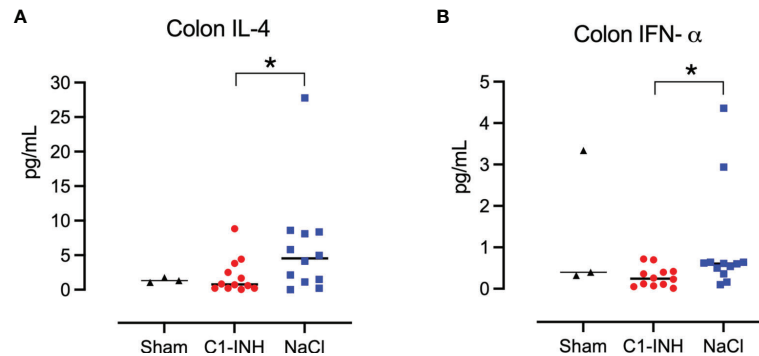 A
Colon IL-4
*
30
25
20
15
10
5
0
pg/mL
Sham C1-INH NaCl
B
Colon IFN- α
*
5
4
3
2
1
0
pg/mL
Sham C1-INH NaCl